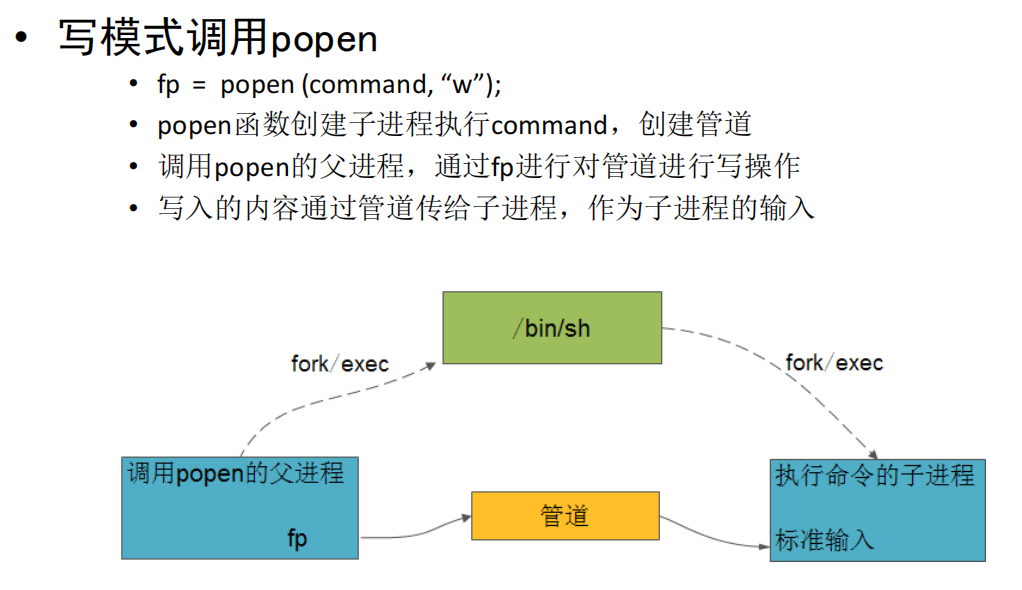 • 写模式调用popen
• fp = popen (command, “w”);
• popen函数创建子进程执行command，创建管道
• 调用popen的父进程，通过fp进行对管道进行写操作
• 写入的内容通过管道传给子进程，作为子进程的输入
/bin/sh
fork/exec
fork/exec
调用popen的父进程
执行命令的子进程
管道
fp
标准输入